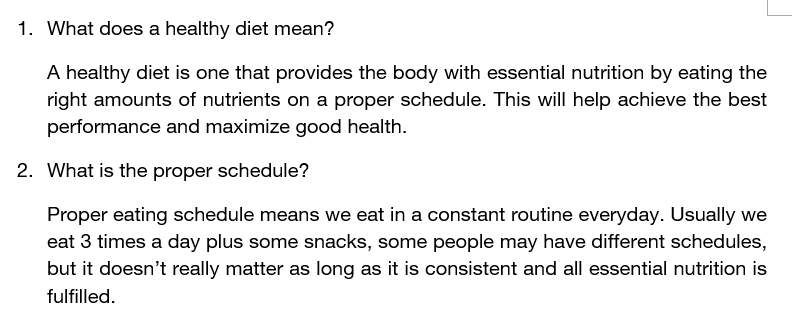 1. What does a healthy diet mean?
A healthy diet is one that provides the body with essential nutrition by eating the
right amounts of nutrients on a proper schedule. This will help achieve the best
performance and maximize good health.
2. What is the proper schedule?
Proper eating schedule means we eat in a constant routine everyday. Usually we
eat 3 times a day plus some snacks, some people may have different schedules,
but it doesn’t really matter as long as it is consistent and all essential nutrition is
fulfilled.